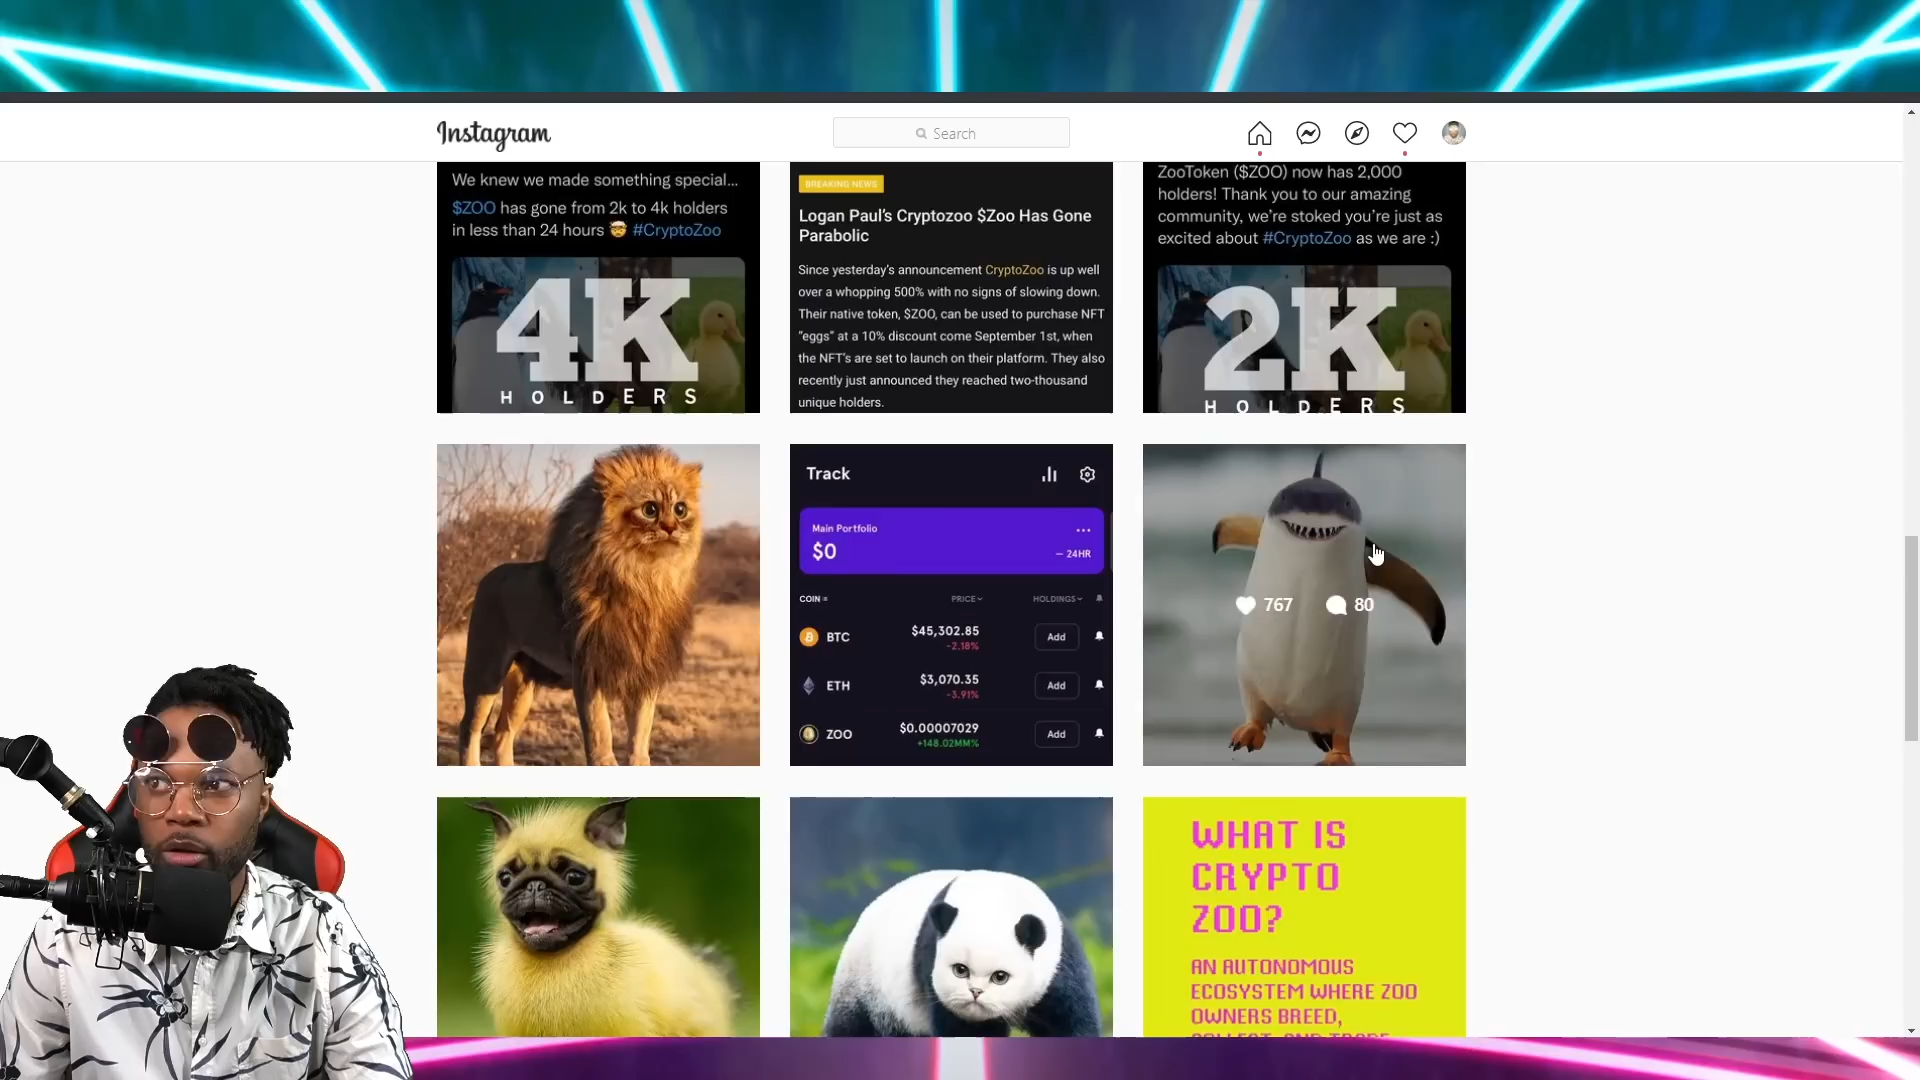 Instagram
Search
We knew we made something special...
$ZOO has gone from 2k to 4k holders
in less than 24 hours 🤯 #CryptoZoo
4K
HOLDERS
BREAKING NEWS
Logan Paul's Cryptozoo $Zoo Has Gone
Parabolic
Since yesterday's announcement CryptoZoo is up well
over a whopping 500% with no signs of slowing down.
Their native token, $ZOO, can be used to purchase NFT
"eggs" at a 10% discount come September 1st, when
the NFT's are set to launch on their platform. They also
recently just announced they reached two-thousand
unique holders.
ZooToken ($ZOO) now has 2,000
holders! Thank you to our amazing
community, we're stoked you're just as
excited about #CryptoZoo as we are :)
2K
HOLDERS
Track
Main Portfolio
$0
— 24HR
COIN
PRICE
HOLDINGS
BTC
$45,302.85
-2.18%
Add
ETH
$3,070.35
-3.91%
Add
ZOO
$0.00007029
+148.02MM%
Add
767
80
WHAT IS
CRYPTO
ZOO?
AN AUTONOMOUS
ECOSYSTEM WHERE ZOO
OWNERS BREED,
COLLECT, AND TRADE